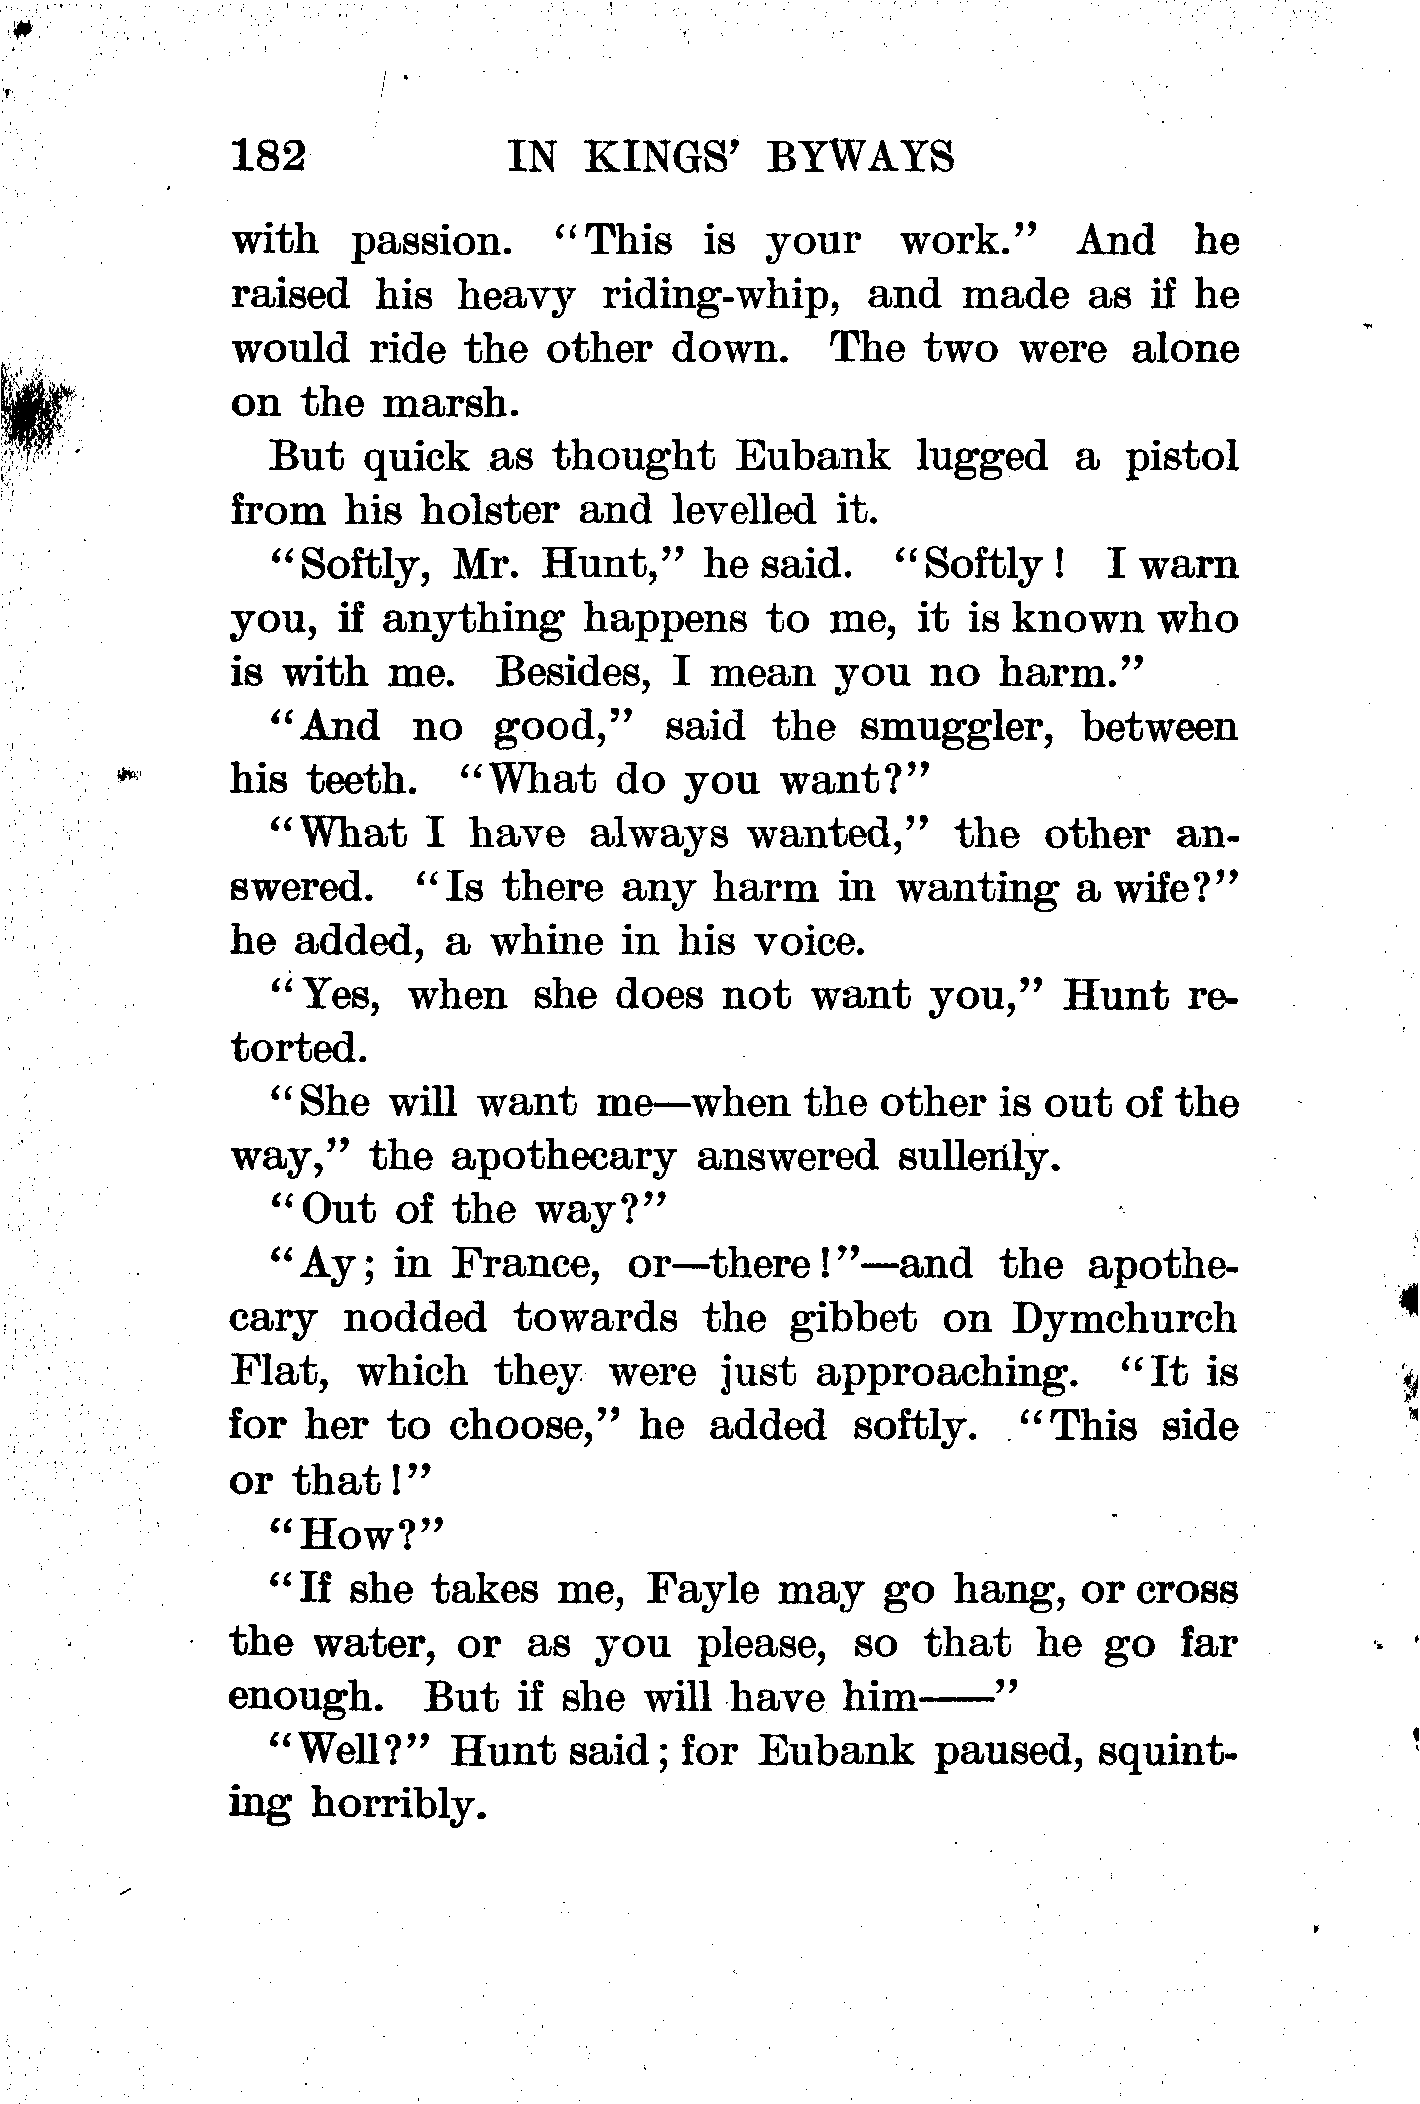 182 IN KINGS' BYWAYS
with passion. "This is your work." And he
raised his heavy riding-whip, and made as if he
would ride the other down. The two were alone
on the marsh.
But quick as thought Eubank lugged a pistol
from his holster and levelled it.
"Softly, Mr. Hunt," he said. "Softly! I warn
you, if anything happens to me, it is known who
is with me. Besides, I mean you no harm."
"And no good," said the smuggler, between
his teeth. "What do you want?"
"What I have always wanted," the other an-
swered. "Is there any harm in wanting a wife?"
he added, a whine in his voice.
"Yes, when she does not want you," Hunt re-
torted.
"She will want me—when the other is out of the
way," the apothecary answered sullenly.
"Out of the way?"
"Ay; in France, or—there!"—and the apothe-
cary nodded towards the gibbet on Dymchurch
Flat, which they were just approaching. "It is
for her to choose," he added softly. "This side
or that!"
"How?"
"If she takes me, Fayle may go hang, or cross
the water, or as you please, so that he go far
enough. But if she will have him——"
"Well?" Hunt said; for Eubank paused, squint-
ing horribly.